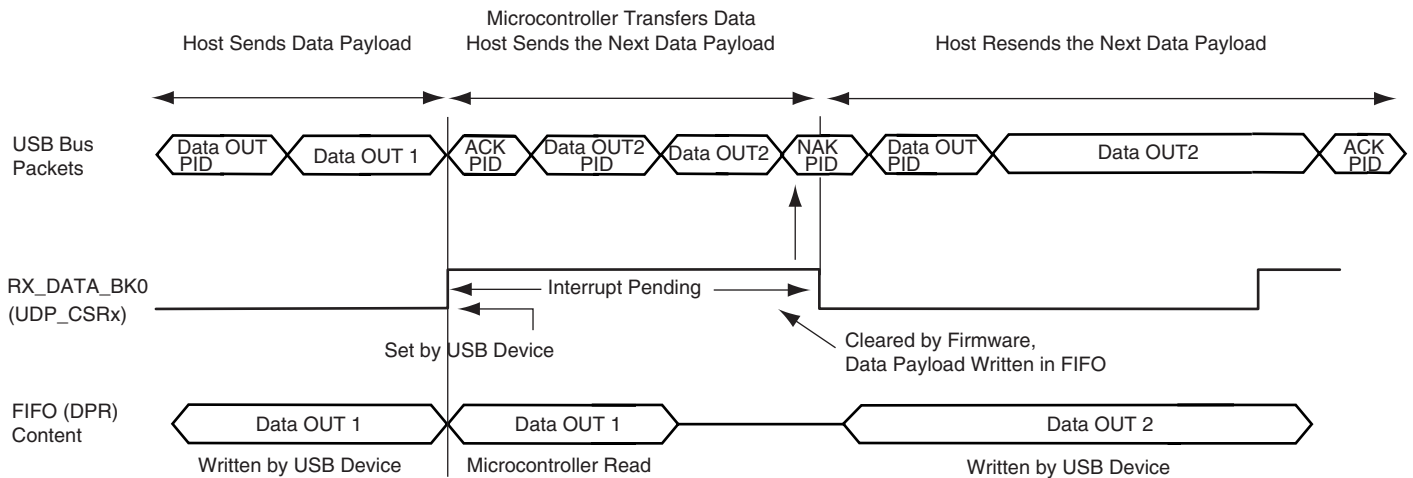 Microcontroller Transfers Data
Host Sends Data Payload
Host Sends the Next Data Payload
Host Resends the Next Data Payload
USB Bus
Packets
Data OUT
PID
Data OUT 1
ACK
PID
Data OUT2
PID
Data OUT2
NAK
PID
Data OUT
PID
Data OUT2
ACK
PID
RX_DATA_BK0
(UDP_CSRx)
Interrupt Pending
Set by USB Device
Cleared by Firmware,
Data Payload Written in FIFO
FIFO (DPR)
Content
Data OUT 1
Data OUT 1
Data OUT 2
Written by USB Device
Microcontroller Read
Written by USB Device